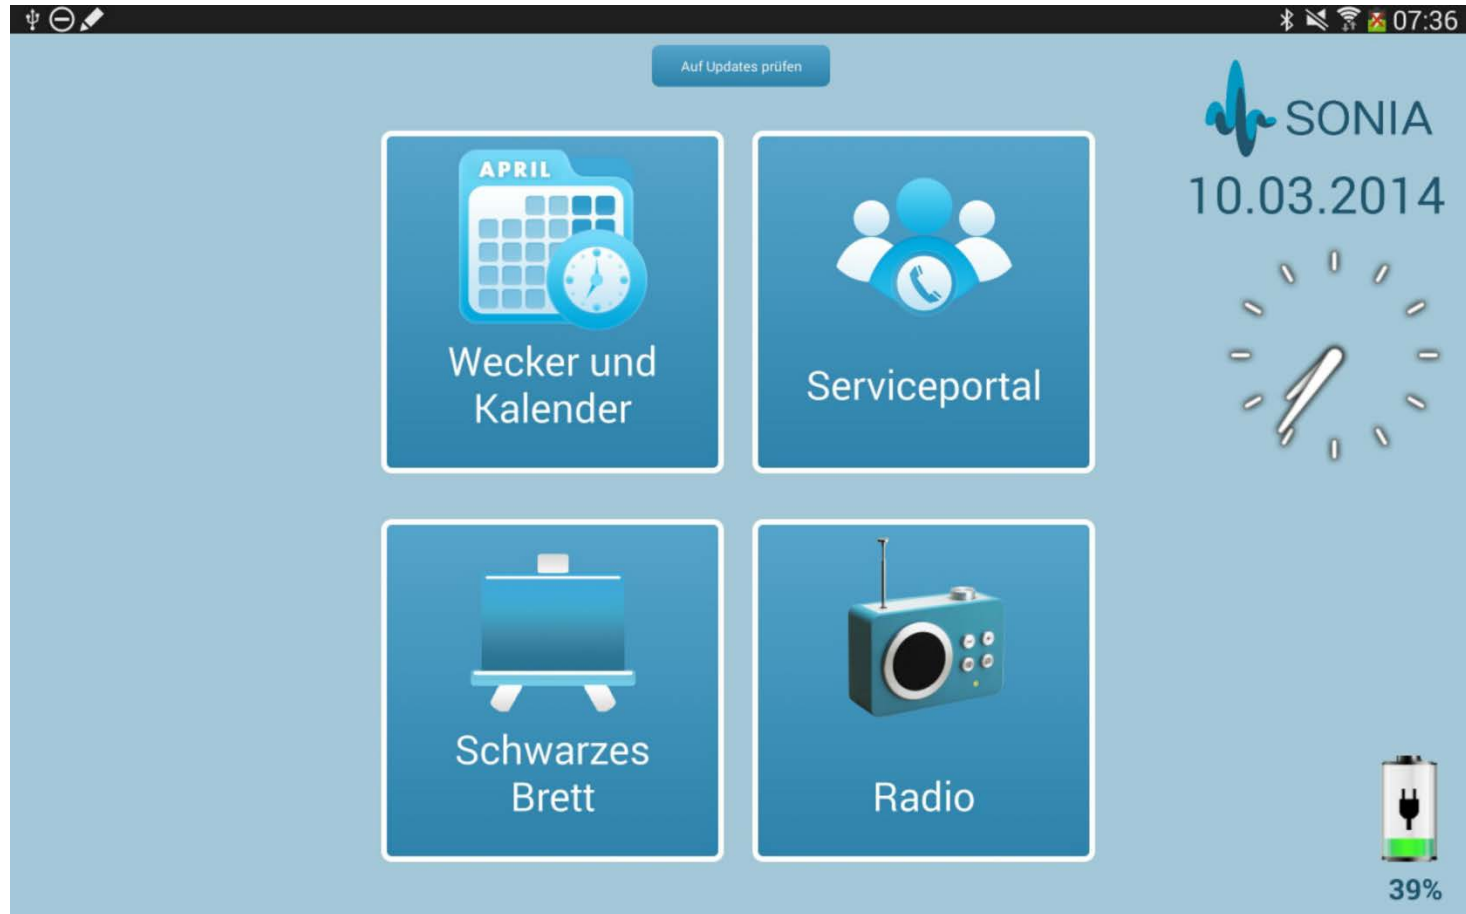 07:36
Auf Updates prüfen
SONIA
10.03.2014
APRIL
Wecker und
Kalender
Serviceportal
Schwarzes
Brett
Radio
39%